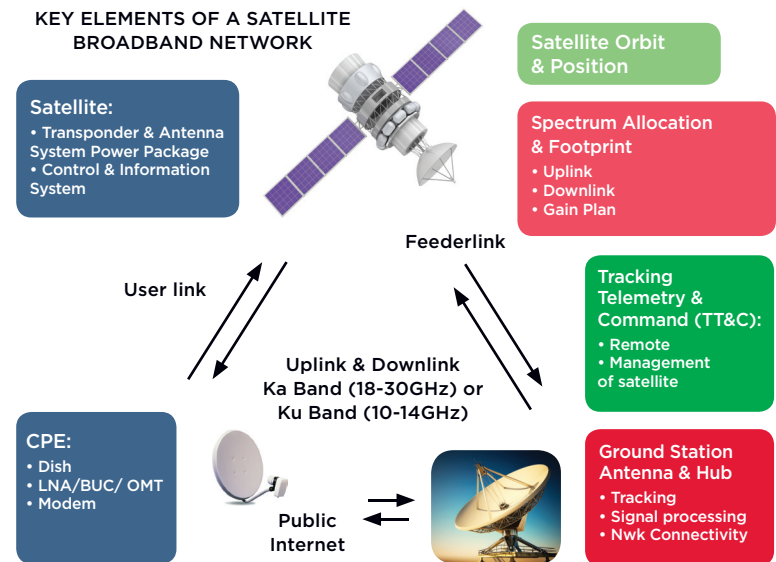 KEY ELEMENTS OF A SATELLITE
BROADBAND NETWORK
Satellite:
• Transponder & Antenna
System Power Package
• Control & Information
System
Satellite Orbit
& Position
Spectrum Allocation
& Footprint
• Uplink
• Downlink
• Gain Plan
Feederlink
User link
Tracking
Telemetry &
Command (TT&C):
• Remote
• Management
of satellite
Uplink & Downlink
Ka Band (18-30GHz) or
Ku Band (10-14GHz)
CPE:
• Dish
• LNA/BUC/ OMT
• Modem
Public
Internet
Ground Station
Antenna & Hub
• Tracking
• Signal processing
• Nwk Connectivity